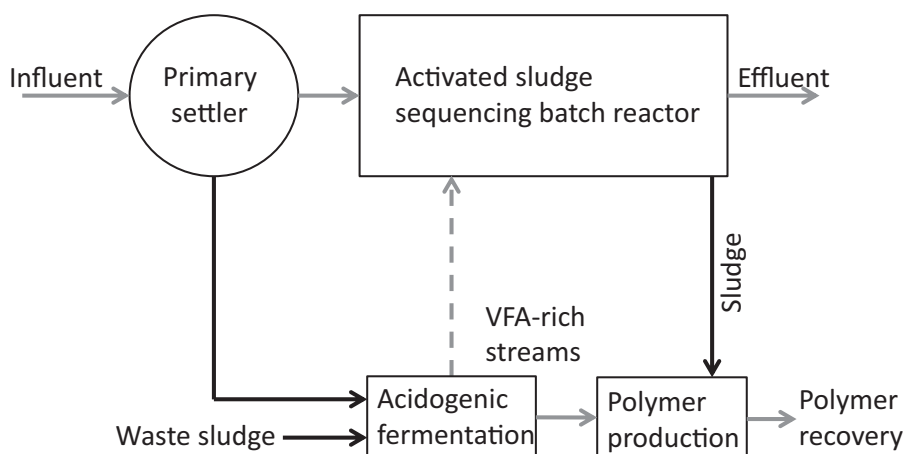 Influent
Primary
settler
Activated sludge
sequencing batch reactor
Effluent
Sludge
VFA-rich
streams
Waste sludge
Acidogenic
fermentation
Polymer
production
Polymer
recovery